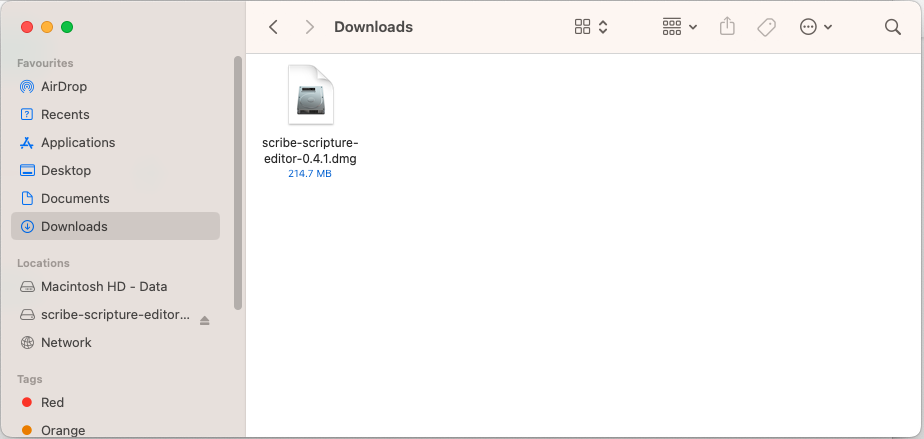 Favourites
AirDrop
Recents
Applications
Desktop
Documents
Downloads
Locations
Macintosh HD - Data
scribe-scripture-editor...
Network
Tags
Red
Orange
Downloads
scribe-scripture-
editor-0.4.1.dmg
214.7 MB